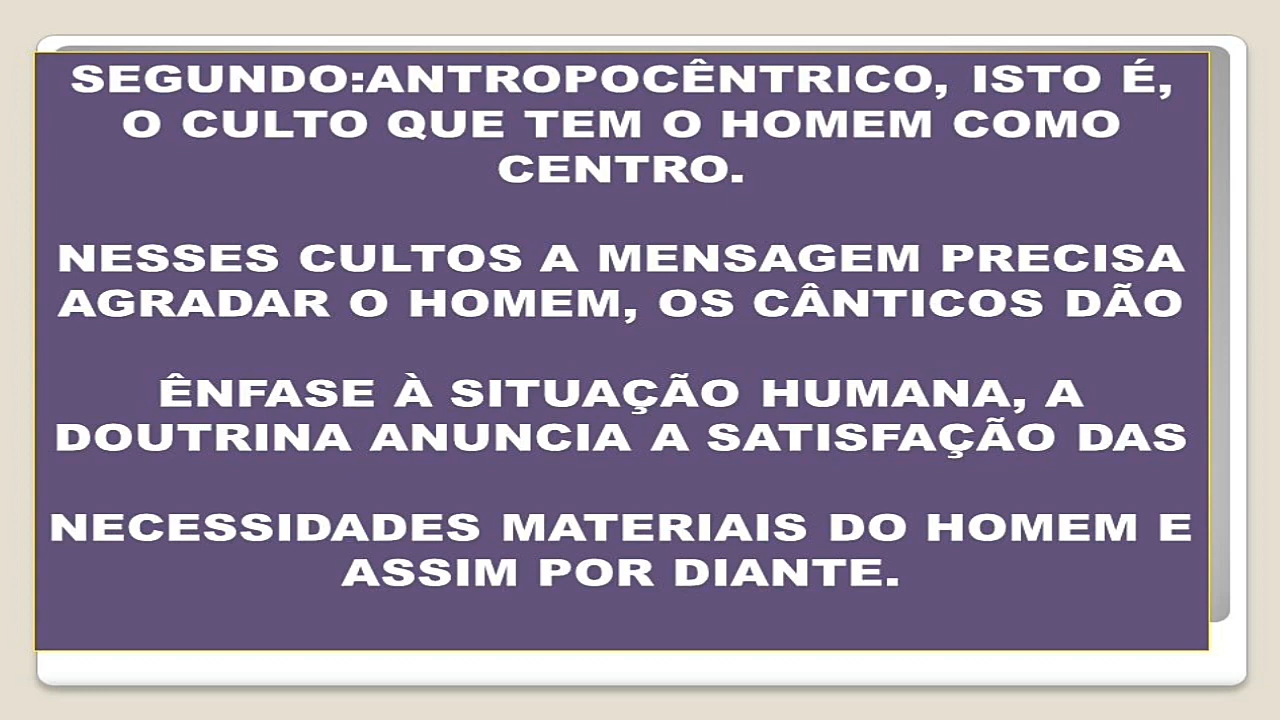 SEGUNDO:ANTROPOCÊNTRICO, ISTO É,
O CULTO QUE TEM O HOMEM COMO
CENTRO.
NESSES CULTOS A MENSAGEM PRECISA
AGRADAR O HOMEM, OS CÂNTICOS DÃO
ÊNFASE À SITUAÇÃO HUMANA, A
DOUTRINA ANUNCIA A SATISFAÇÃO DAS
NECESSIDADES MATERIAIS DO HOMEM E
ASSIM POR DIANTE.